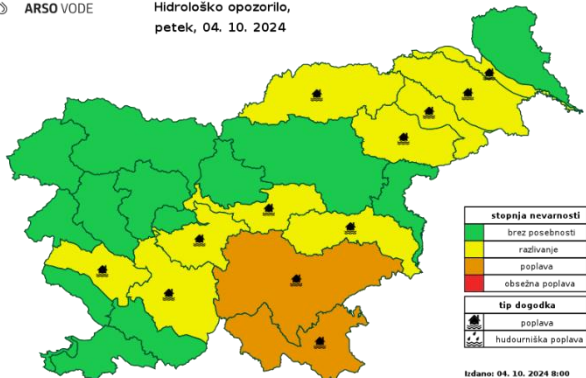 ARSO VODE
Hidrološko opozorilo,
petek, 04. 10. 2024
stopnja nevarnosti
brez posebnosti
razlivanje
poplava
obsežna poplava
tip dogodka
poplava
hudourniška poplava
Izdano: 04. 10. 2024 8:00